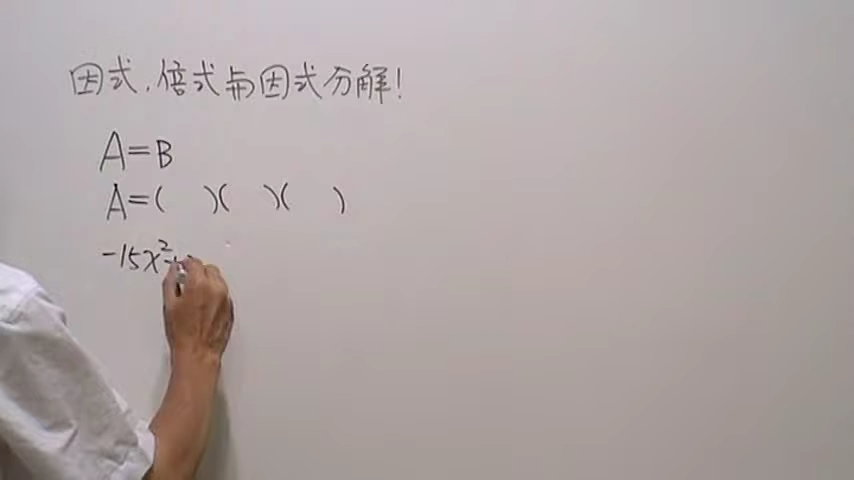 因式，倍式与因式分解！
A=B
A=(  )(  )(  )
-15x²+